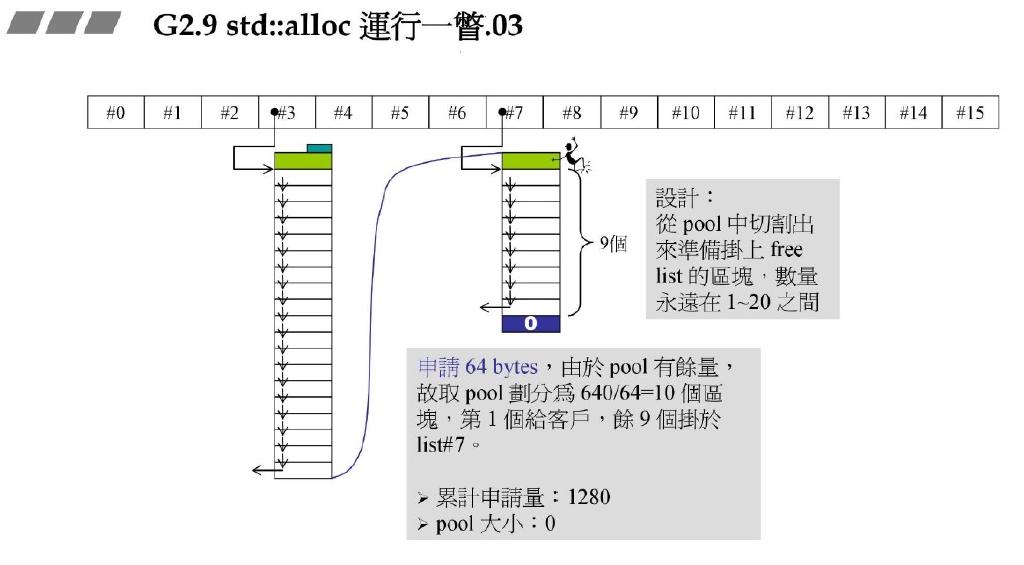 G2.9 std::alloc 運行一瞥.03
#0 #1 #2 #3 #4 #5 #6 #7 #8 #9 #10 #11 #12 #13 #14 #15
9個
設計：
從 pool 中切割出
來準備掛上 free
list 的區塊，數量
永遠在 1~20 之間
0
申請 64 bytes，由於 pool 有餘量，
故取 pool 劃分為 640/64=10 個區
塊，第 1 個給客戶，餘 9 個掛於
list#7。
➢ 累計申請量：1280
➢ pool 大小：0